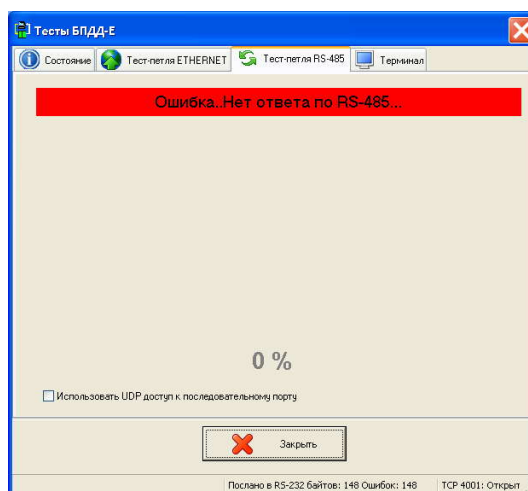 Тесты БПДД-Е
Состояние Тест-петля ETHERNET Тест-петля RS-485 Терминал
Ошибка..Нет ответа по RS-485...
0 %
Использовать UDP доступ к последовательному порту
Закрыть
Послано в RS-232 байтов: 148 Ошибок: 148 TCP 4001: Открыт